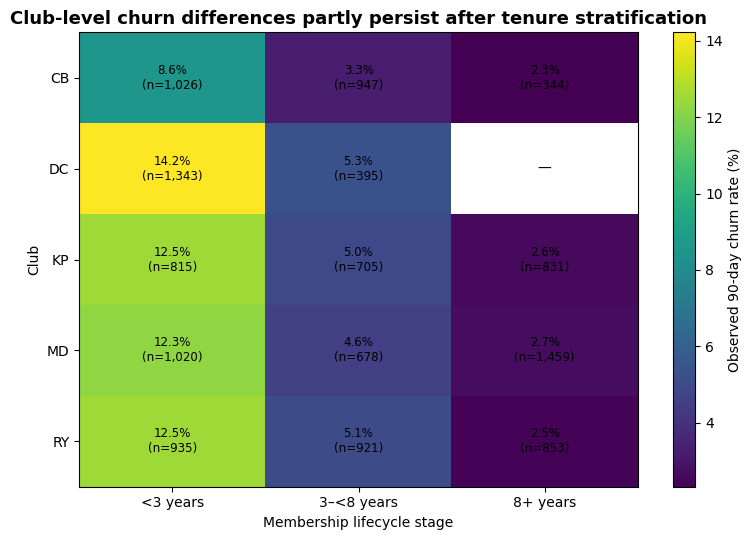 Club-level churn differences partly persist after tenure stratification
CB
8.6%
(n=1,026)
3.3%
(n=947)
2.3%
(n=344)
DC
14.2%
(n=1,343)
5.3%
(n=395)
—
KP
12.5%
(n=815)
5.0%
(n=705)
2.6%
(n=831)
MD
12.3%
(n=1,020)
4.6%
(n=678)
2.7%
(n=1,459)
RY
12.5%
(n=935)
5.1%
(n=921)
2.5%
(n=853)
<3 years
3–<8 years
8+ years
Membership lifecycle stage
Club
14
12
10
8
6
4
Observed 90-day churn rate (%)